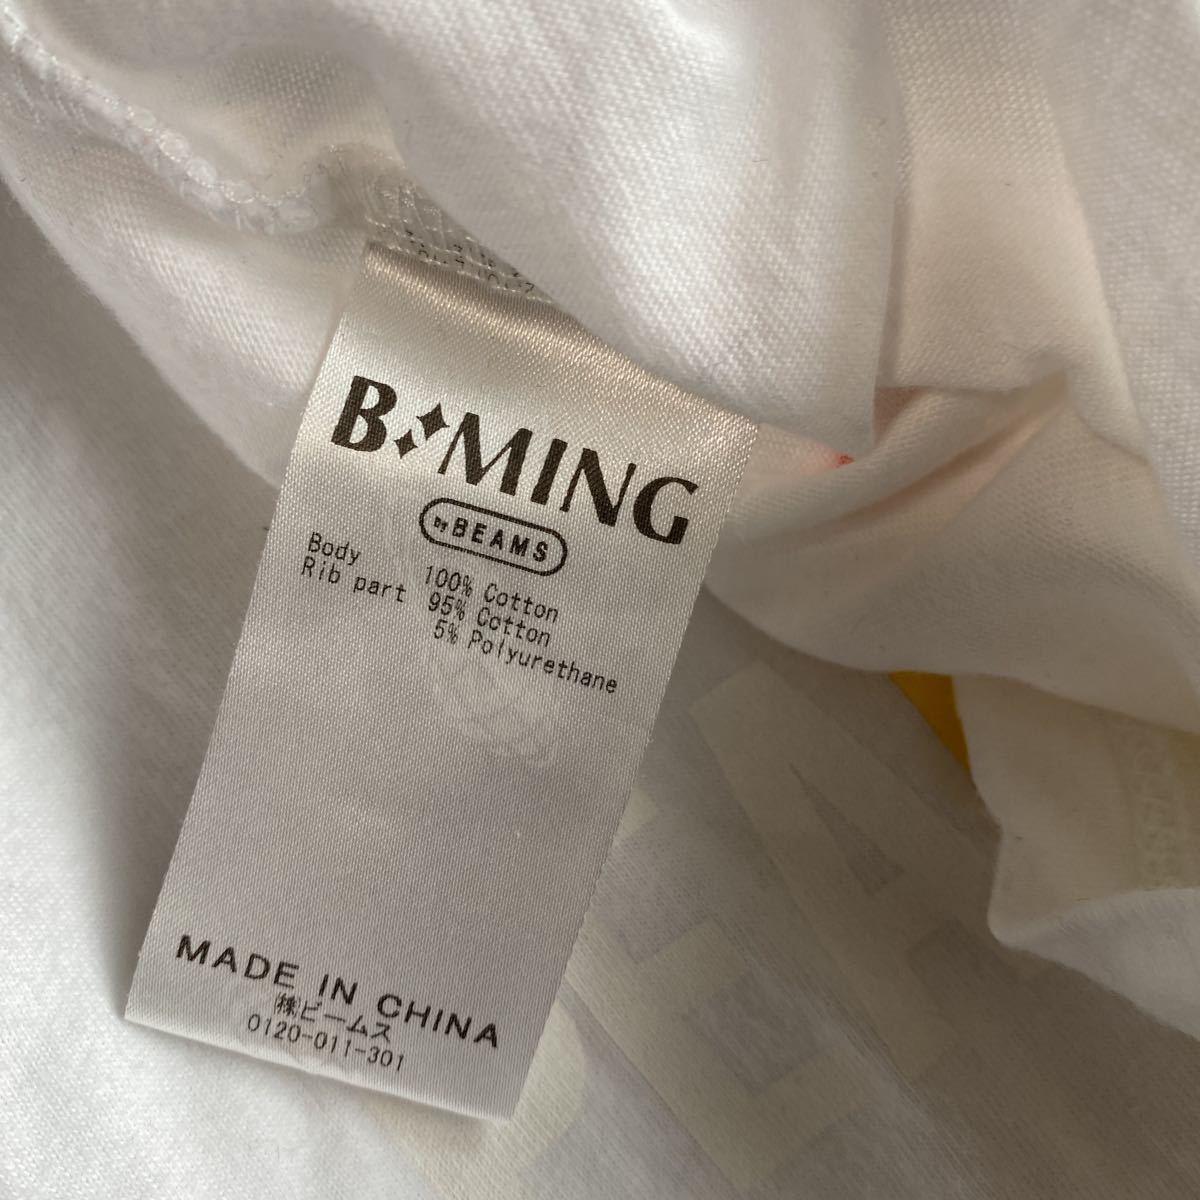 B MING
by BEAMS
Body 100% Cotton
Rib part 95% Cotton
5% Polyurethane
MADE IN CHINA
㈱ビームス
0120-011-301